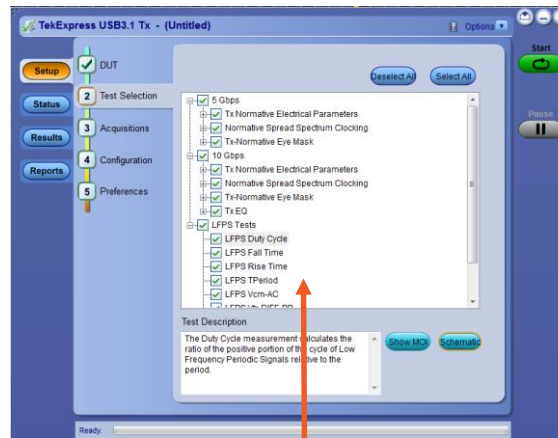 TekExpress USB3.1 Tx - (Untitled)
Options
Start
Setup
DUT
Deselect All
Select All
Status
2 Test Selection
5 Gbps
Tx Normative Electrical Parameters
Pause
Results
3 Acquisitions
Normative Spread Spectrum Clocking
Tx-Normative Eye Mask
Reports
4 Configuration
10 Gbps
Tx Normative Electrical Parameters
5 Preferences
Normative Spread Spectrum Clocking
Tx-Normative Eye Mask
Tx EQ
LFPS Tests
LFPS Duty Cycle
LFPS Fall Time
LFPS Rise Time
LFPS TPeriod
LFPS Vcm-AC
Test Description
The Duty Cycle measurement calculates the
ratio of the positive portion of the cycle of Low
Frequency Periodic Signals relative to the
period.
Show MOI
Schematic
Ready.